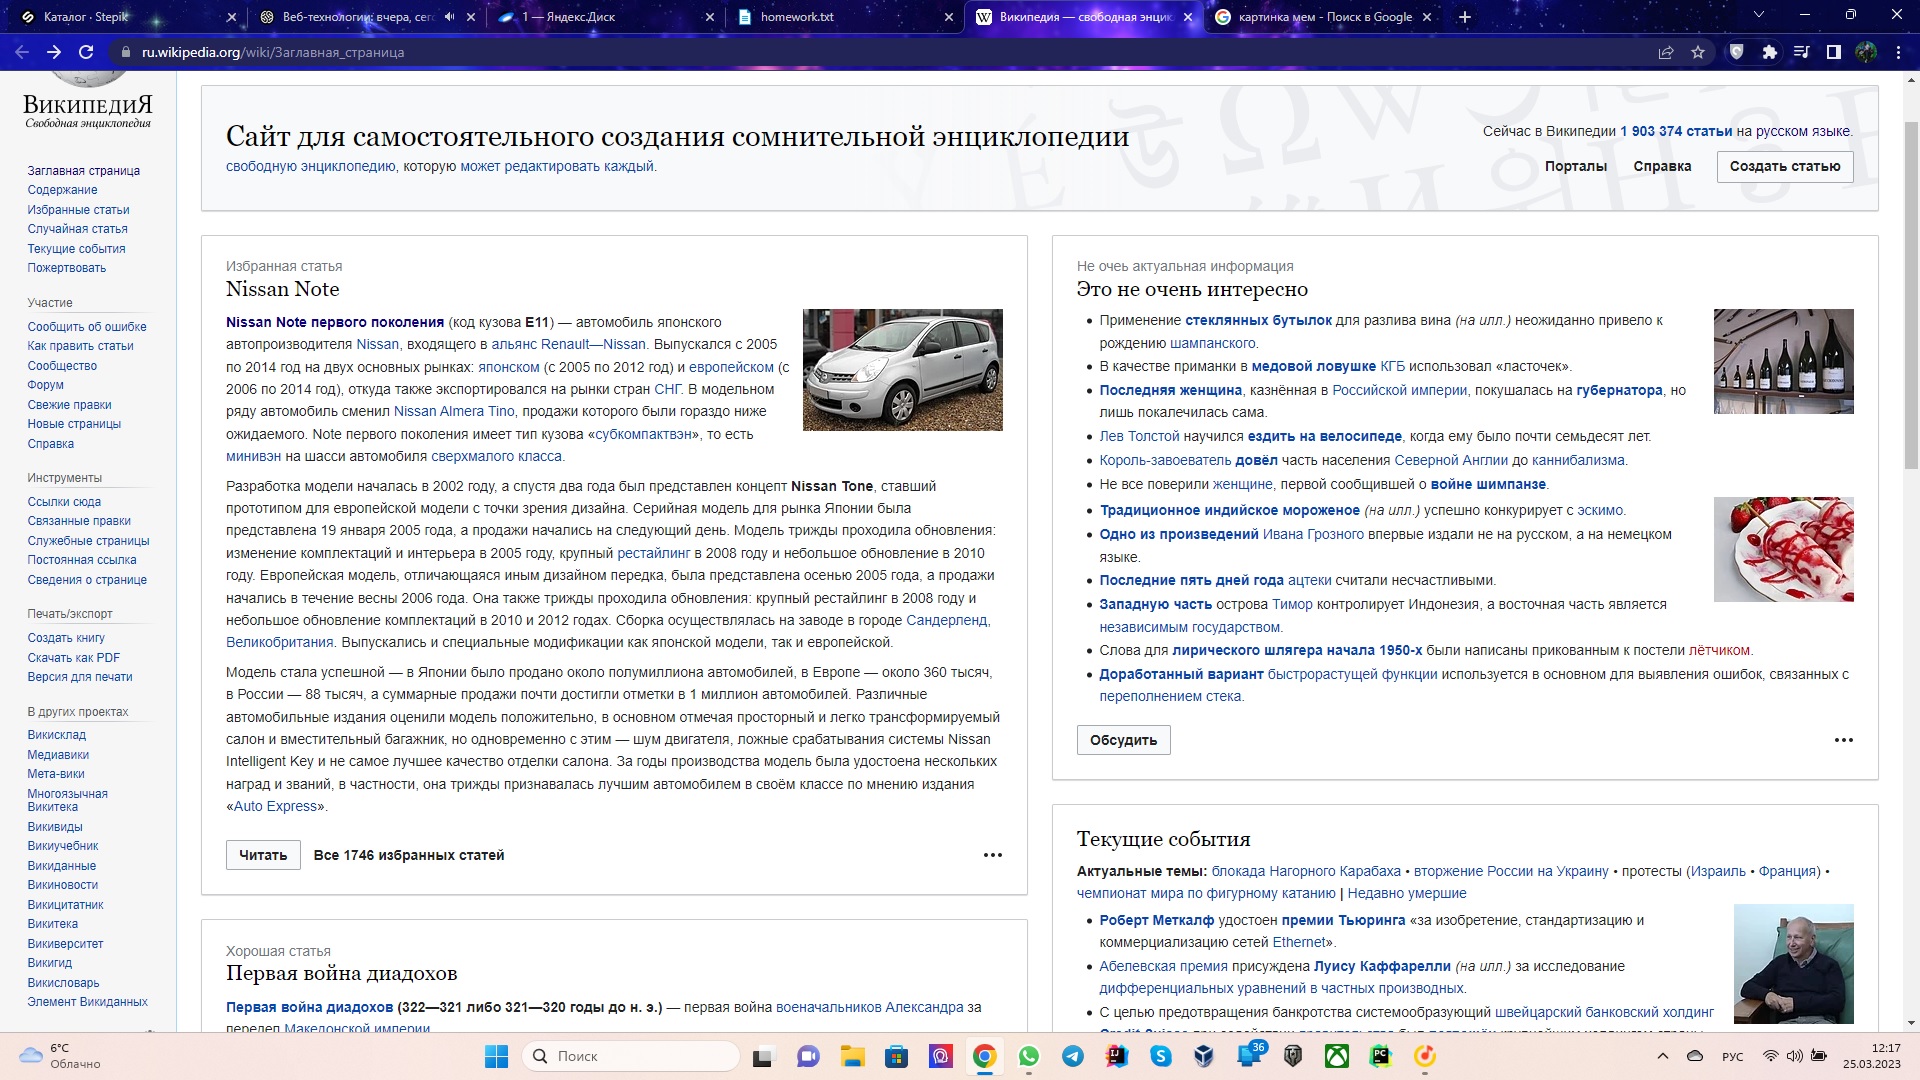 Каталог - Stepik
Веб-технологии: вчера, сег
1 — Яндекс.Диск
homework.txt
Википедия — свободная энцик
картинка мем - Поиск в Google
ru.wikipedia.org/wiki/Заглавная_страница
ВикипедиЯ
Свободная энциклопедия
Заглавная страница
Содержание
Избранные статьи
Случайная статья
Текущие события
Пожертвовать
Участие
Сообщить об ошибке
Как править статьи
Сообщество
Форум
Свежие правки
Новые страницы
Справка
Инструменты
Ссылки сюда
Связанные правки
Служебные страницы
Постоянная ссылка
Сведения о странице
Печать/экспорт
Создать книгу
Скачать как PDF
Версия для печати
В других проектах
Викисклад
Медиавики
Мета-вики
Многоязычная
Викитека
Викивиды
Викиучебник
Викиданные
Викиновости
Викицитатник
Викитека
Викиверситет
Викигид
Викисловарь
Элемент Викиданных
Сайт для самостоятельного создания сомнительной энциклопедии
свободную энциклопедию, которую может редактировать каждый.
Сейчас в Википедии 1 903 374 статьи на русском языке.
Порталы Справка Создать статью
Избранная статья
Nissan Note
Nissan Note первого поколения (код кузова E11) — автомобиль японского
автопроизводителя Nissan, входящего в альянс Renault—Nissan. Выпускался с 2005
по 2014 год на двух основных рынках: японском (с 2005 по 2012 год) и европейском (с
2006 по 2014 год), откуда также экспортировался на рынки стран СНГ. В модельном
ряду автомобиль сменил Nissan Almera Tino, продажи которого были гораздо ниже
ожидаемого. Note первого поколения имеет тип кузова «субкомпактвэн», то есть
минивэн на шасси автомобиля сверхмалого класса.
Разработка модели началась в 2002 году, а спустя два года был представлен концепт Nissan Tone, ставший
прототипом для европейской модели с точки зрения дизайна. Серийная модель для рынка Японии была
представлена 19 января 2005 года, а продажи начались на следующий день. Модель трижды проходила обновления:
изменение комплектаций и интерьера в 2005 году, крупный рестайлинг в 2008 году и небольшое обновление в 2010
году. Европейская модель, отличающаяся иным дизайном передка, была представлена осенью 2005 года, а продажи
начались в течение весны 2006 года. Она также трижды проходила обновления: крупный рестайлинг в 2008 году и
небольшое обновление комплектаций в 2010 и 2012 годах. Сборка осуществлялась на заводе в городе Сандерленд,
Великобритания. Выпускались и специальные модификации как японской модели, так и европейской.
Модель стала успешной — в Японии было продано около полумиллиона автомобилей, в Европе — около 360 тысяч,
в России — 88 тысяч, а суммарные продажи почти достигли отметки в 1 миллион автомобилей. Различные
автомобильные издания оценили модель положительно, в основном отмечая просторный и легко трансформируемый
салон и вместительный багажник, но одновременно с этим — шум двигателя, ложные срабатывания системы Nissan
Intelligent Key и не самое лучшее качество отделки салона. За годы производства модель была удостоена нескольких
наград и званий, в частности, она трижды признавалась лучшим автомобилем в своём классе по мнению издания
«Auto Express».
Читать Все 1746 избранных статей
Хорошая статья
Первая война диадохов
Первая война диадохов (322—321 либо 321—320 годы до н. э.) — первая война военачальников Александра за
передел Македонской империи
Не очеь актуальная информация
Это не очень интересно
• Применение стеклянных бутылок для разлива вина (на илл.) неожиданно привело к
рождению шампанского.
• В качестве приманки в медовой ловушке КГБ использовал «ласточек».
• Последняя женщина, казнённая в Российской империи, покушалась на губернатора, но
лишь покалечилась сама.
• Лев Толстой научился ездить на велосипеде, когда ему было почти семьдесят лет.
• Король-завоеватель довёл часть населения Северной Англии до каннибализма.
• Не все поверили женщине, первой сообщившей о войне шимпанзе.
• Традиционное индийское мороженое (на илл.) успешно конкурирует с эскимо.
• Одно из произведений Ивана Грозного впервые издали не на русском, а на немецком
языке.
• Последние пять дней года ацтеки считали несчастливыми.
• Западную часть острова Тимор контролирует Индонезия, а восточная часть является
независимым государством.
• Слова для лирического шлягера начала 1950-х были написаны прикованным к постели лётчиком.
• Доработанный вариант быстрорастущей функции используется в основном для выявления ошибок, связанных с
переполнением стека.
Обсудить
Текущие события
Актуальные темы: блокада Нагорного Карабаха • вторжение России на Украину • протесты (Израиль • Франция) •
чемпионат мира по фигурному катанию | Недавно умершие
• Роберт Меткалф удостоен премии Тьюринга «за изобретение, стандартизацию и
коммерциализацию сетей Ethernet».
• Абелевская премия присуждена Луису Каффарелли (на илл.) за исследование
дифференциальных уравнений в частных производных.
• С целью предотвращения банкротства системообразующий швейцарский банковский холдинг
6°C
Облачно
Поиск
36
РУС
12:17
25.03.2023